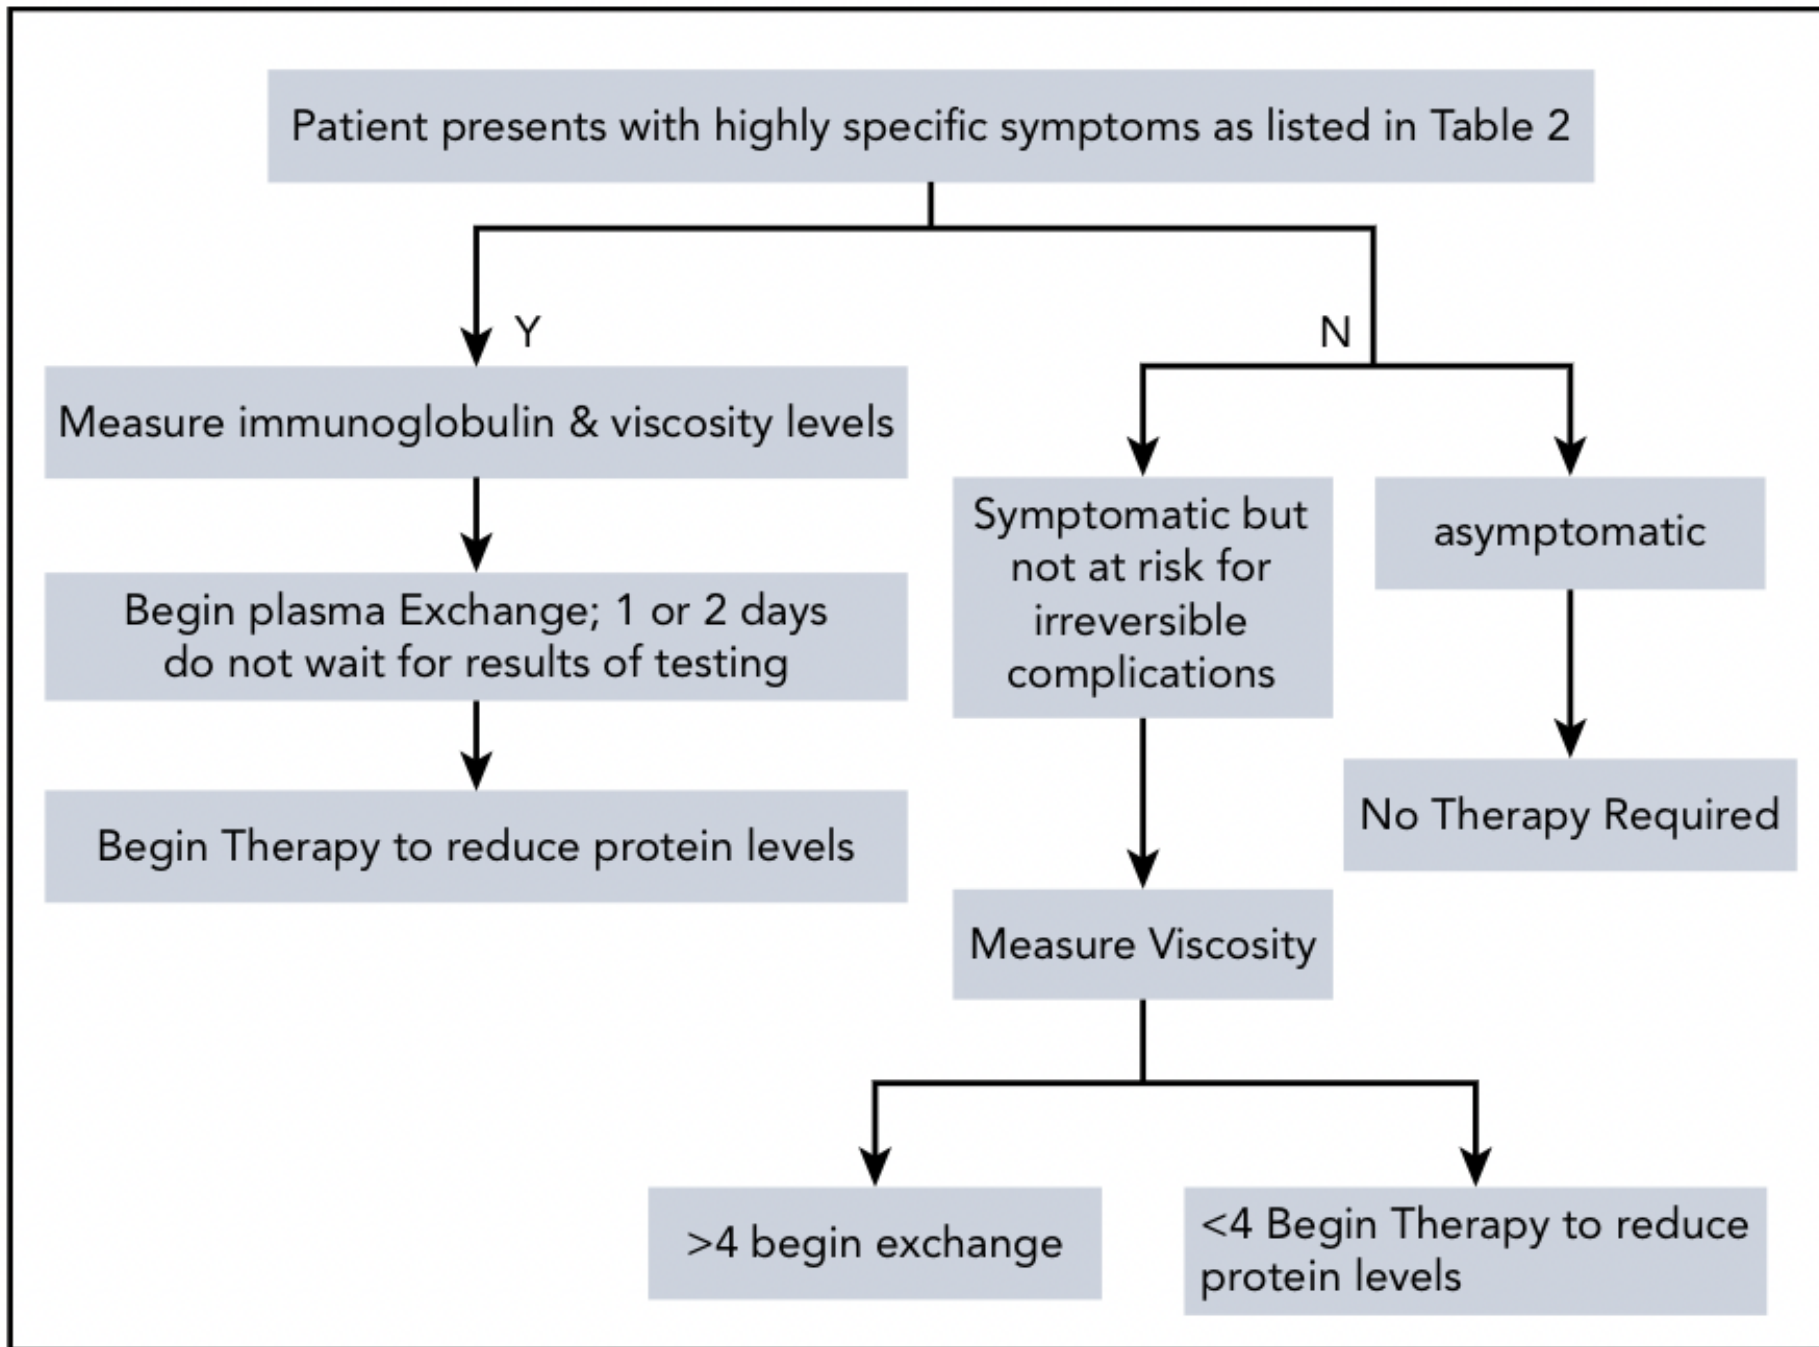 Patient presents with highly specific symptoms as listed in Table 2
Y
N
Measure immunoglobulin & viscosity levels
Begin plasma Exchange; 1 or 2 days
do not wait for results of testing
Begin Therapy to reduce protein levels
Symptomatic but
not at risk for
irreversible
complications
asymptomatic
No Therapy Required
Measure Viscosity
>4 begin exchange
<4 Begin Therapy to reduce
protein levels